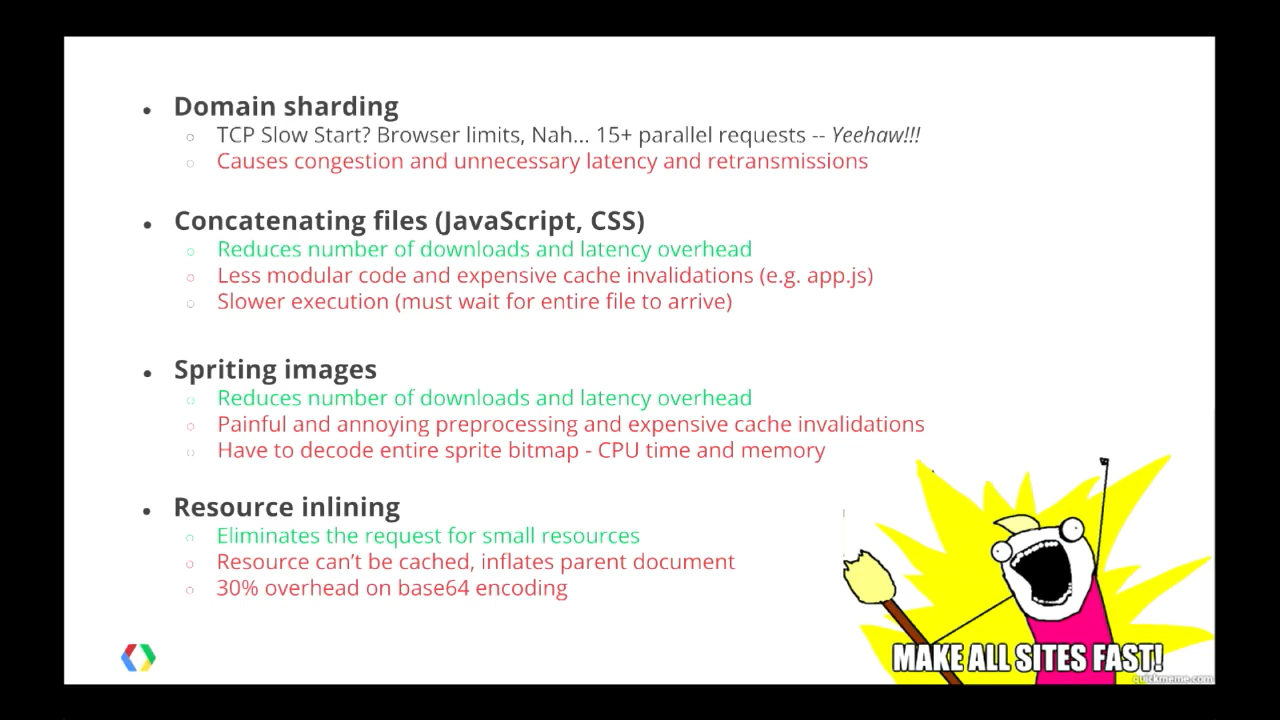 Domain sharding
TCP Slow Start? Browser limits, Nah... 15+ parallel requests -- Yeehaw!!!
Causes congestion and unnecessary latency and retransmissions
Concatenating files (JavaScript, CSS)
Reduces number of downloads and latency overhead
Less modular code and expensive cache invalidations (e.g. app.js)
Slower execution (must wait for entire file to arrive)
Spriting images
Reduces number of downloads and latency overhead
Painful and annoying preprocessing and expensive cache invalidations
Have to decode entire sprite bitmap - CPU time and memory
Resource inlining
Eliminates the request for small resources
Resource can't be cached, inflates parent document
30% overhead on base64 encoding
MAKE ALL SITES FAST!
quickmeme.com